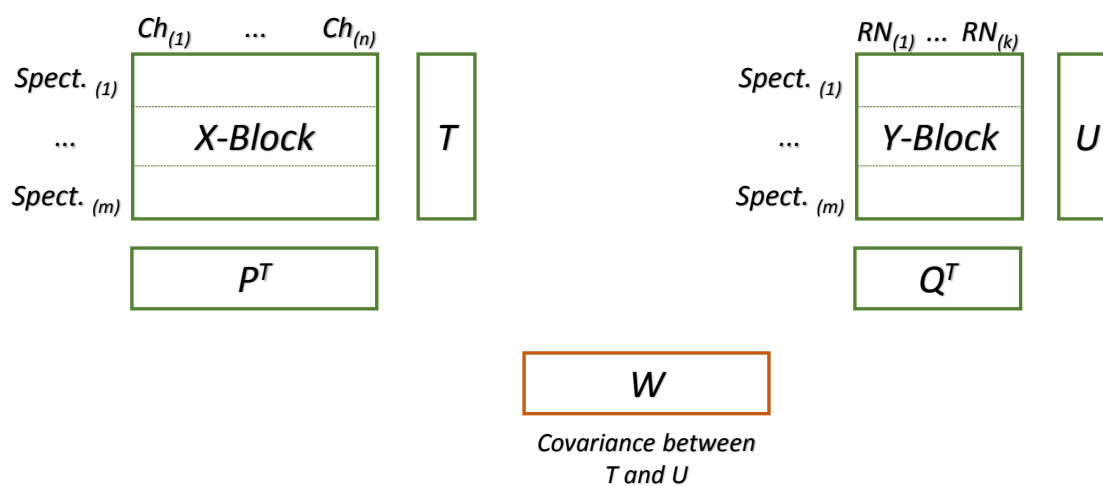 Ch(1) ... Ch(n)
RN(1) ... RN(k)
Spect. (1)
...
Spect. (m)
X-Block
T
Spect. (1)
...
Spect. (m)
Y-Block
U
P^T
Q^T
W
Covariance between
T and U